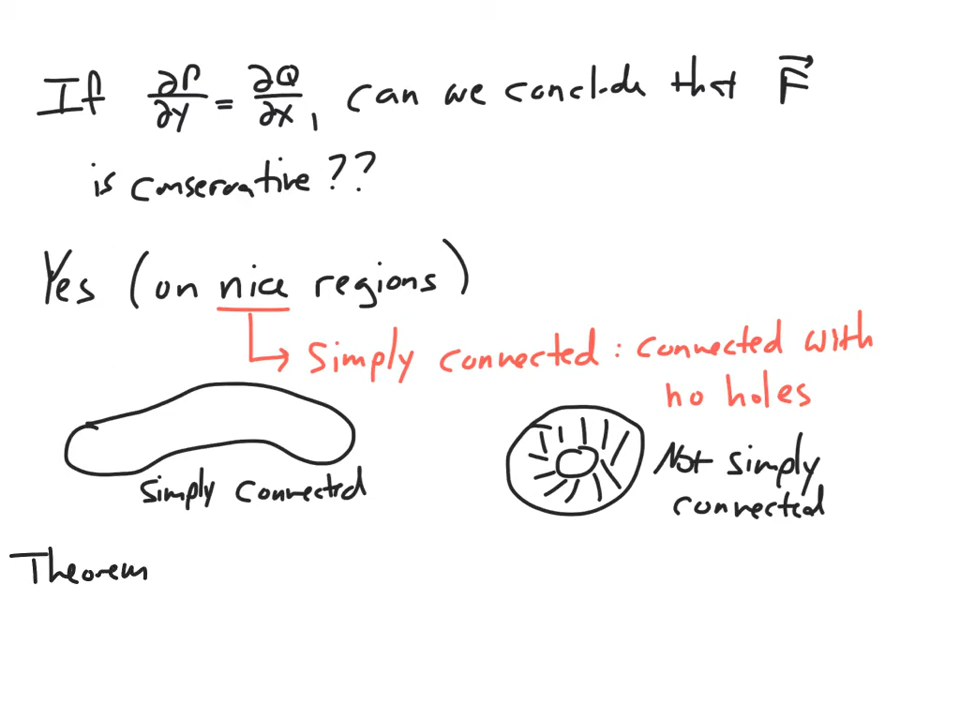 If ∂P/∂y = ∂Q/∂x, can we conclude that F⃗
is conservative??
Yes (on nice regions)
↳ Simply connected: connected with
no holes
Simply connected
Not simply
connected
Theorem